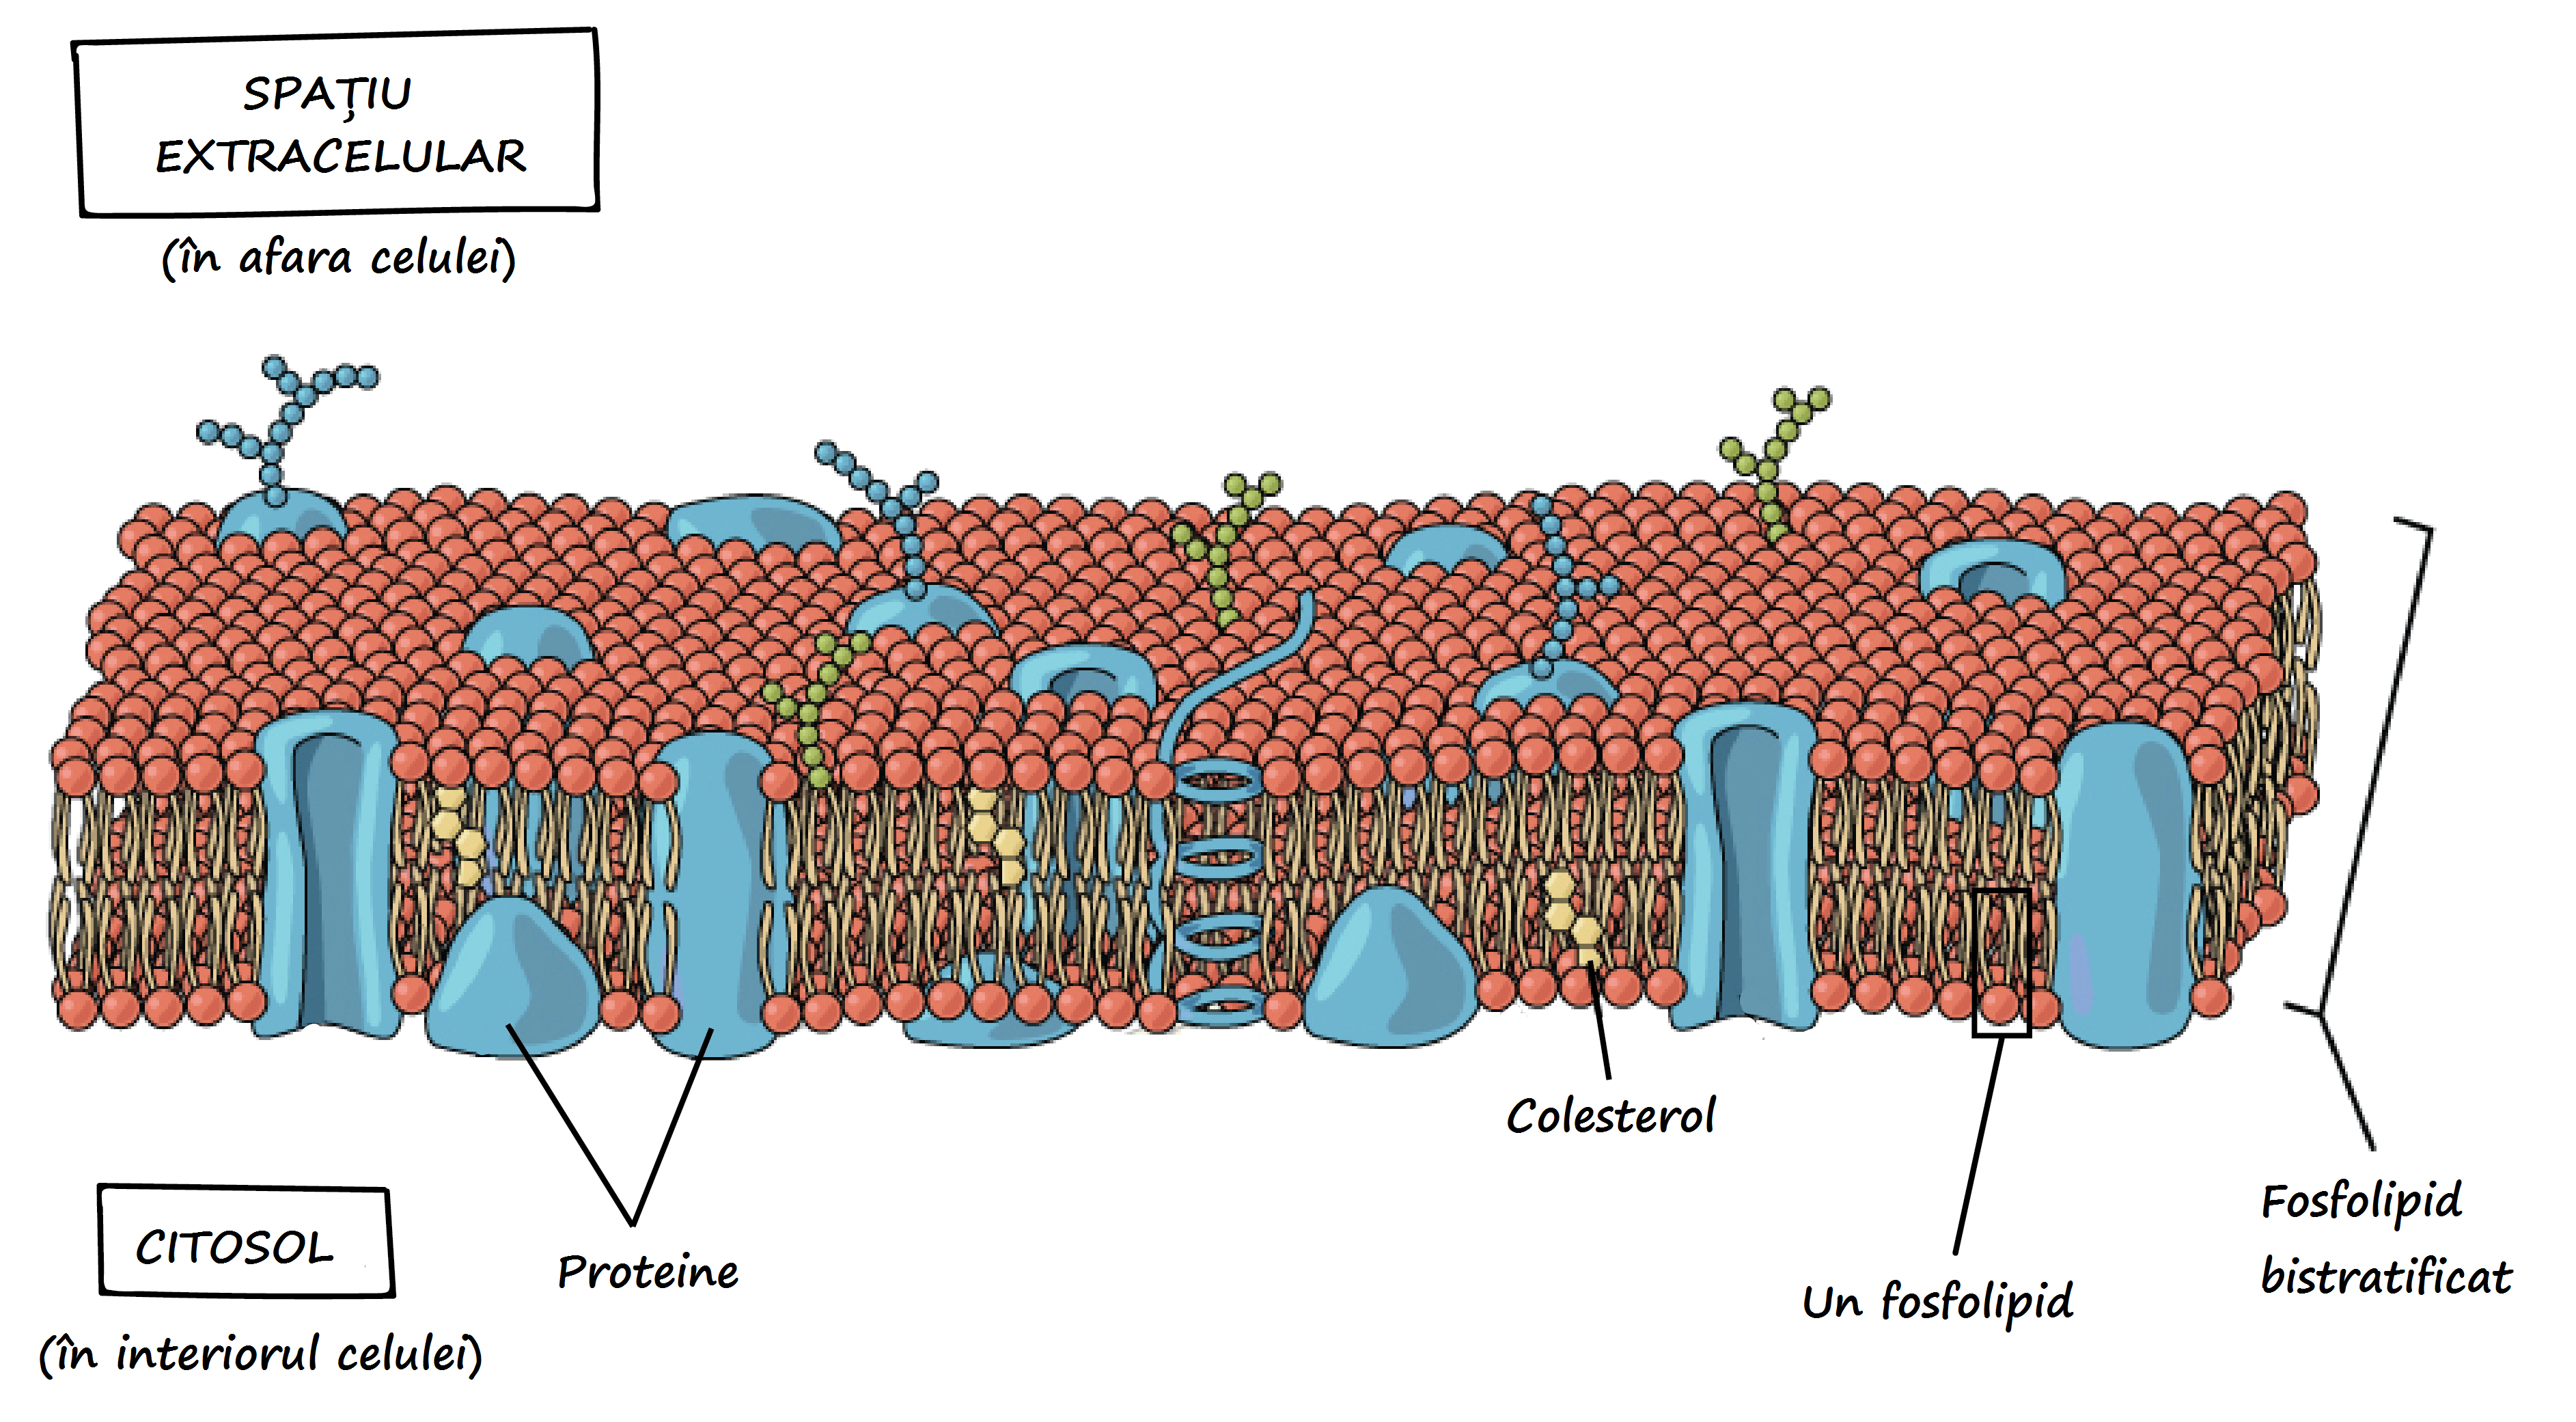 SPAȚIU
EXTRACELULAR
(în afara celulei)
Colesterol
Fosfolipid
bistratificat
CITOSOL
Proteine
Un fosfolipid
(în interiorul celulei)